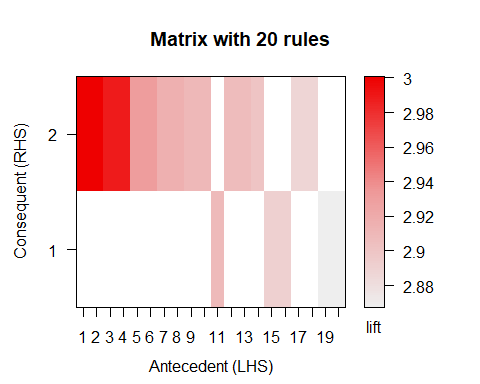 Matrix with 20 rules
Consequent (RHS)
2
1
1 2 3 4 5 6 7 8 9 11 13 15 17 19
Antecedent (LHS)
3
2.98
2.96
2.94
2.92
2.9
2.88
lift